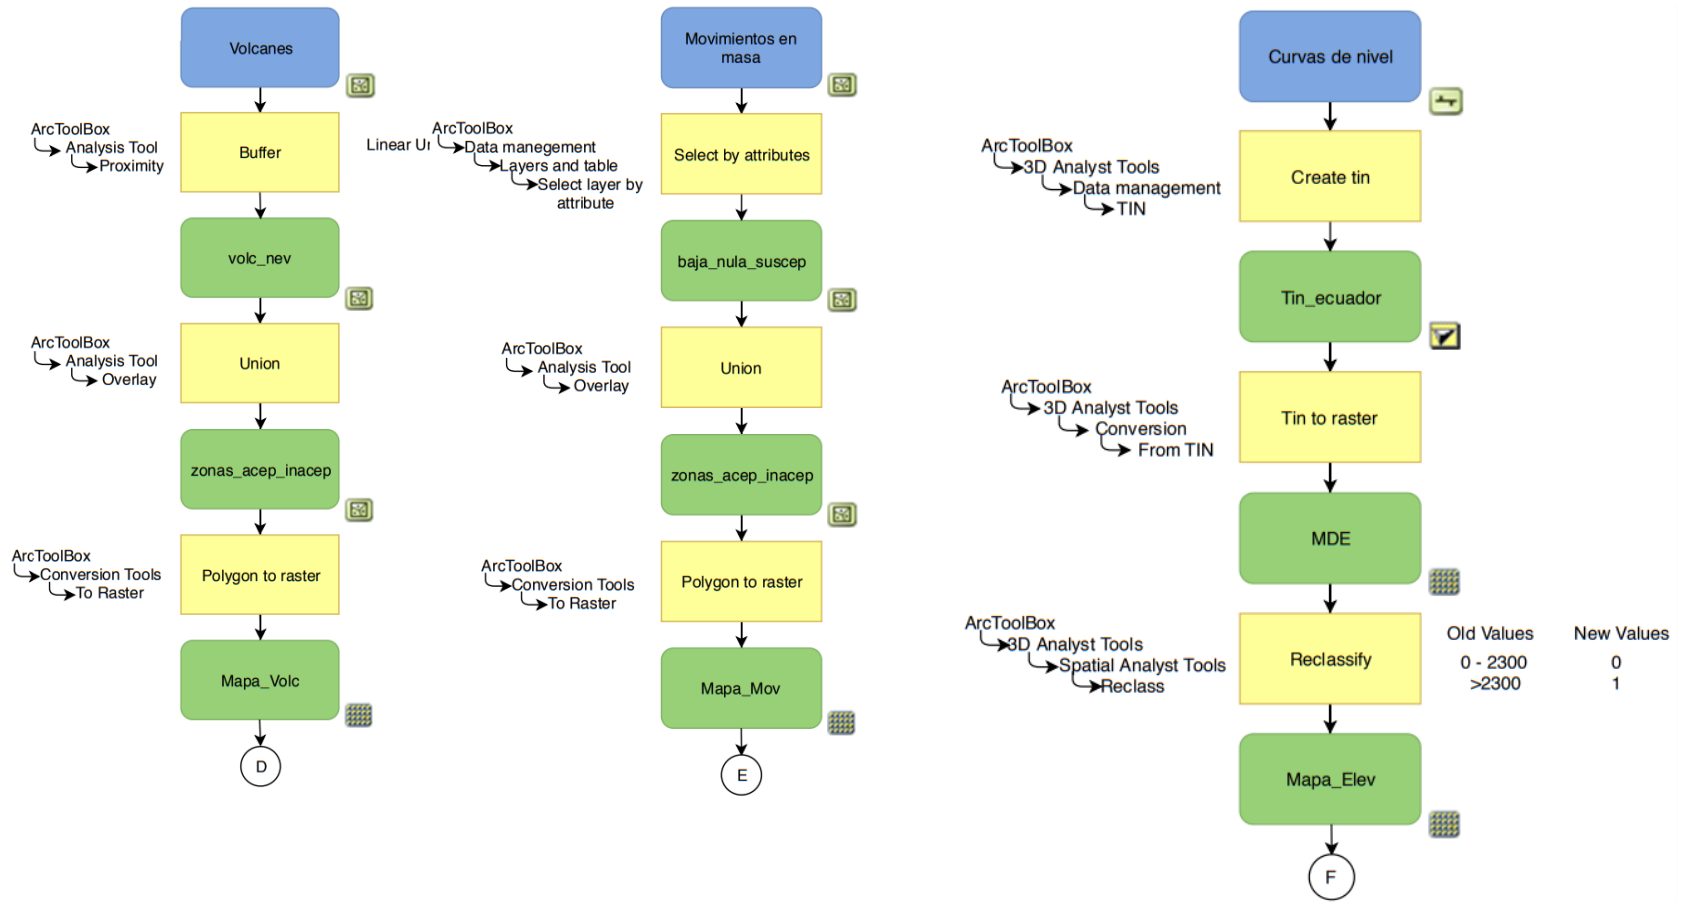 Volcanes
ArcToolBox
Analysis Tool
Proximity
Buffer
Linear
volc_nev
ArcToolBox
Analysis Tool
Overlay
Union
zonas_acep_inacep
ArcToolBox
Conversion Tools
To Raster
Polygon to raster
Mapa_Volc
D
Movimientos en
masa
ArcToolBox
Data manegement
Layers and table
Select layer by
attribute
Select by attributes
baja_nula_suscep
ArcToolBox
Analysis Tool
Overlay
Union
zonas_acep_inacep
ArcToolBox
Conversion Tools
To Raster
Polygon to raster
Mapa_Mov
E
Curvas de nivel
ArcToolBox
3D Analyst Tools
Data management
TIN
Create tin
Tin_ecuador
ArcToolBox
3D Analyst Tools
Conversion
From TIN
Tin to raster
MDE
ArcToolBox
3D Analyst Tools
Spatial Analyst Tools
Reclass
Reclassify
Old Values New Values
0 - 2300 0
>2300 1
Mapa_Elev
F